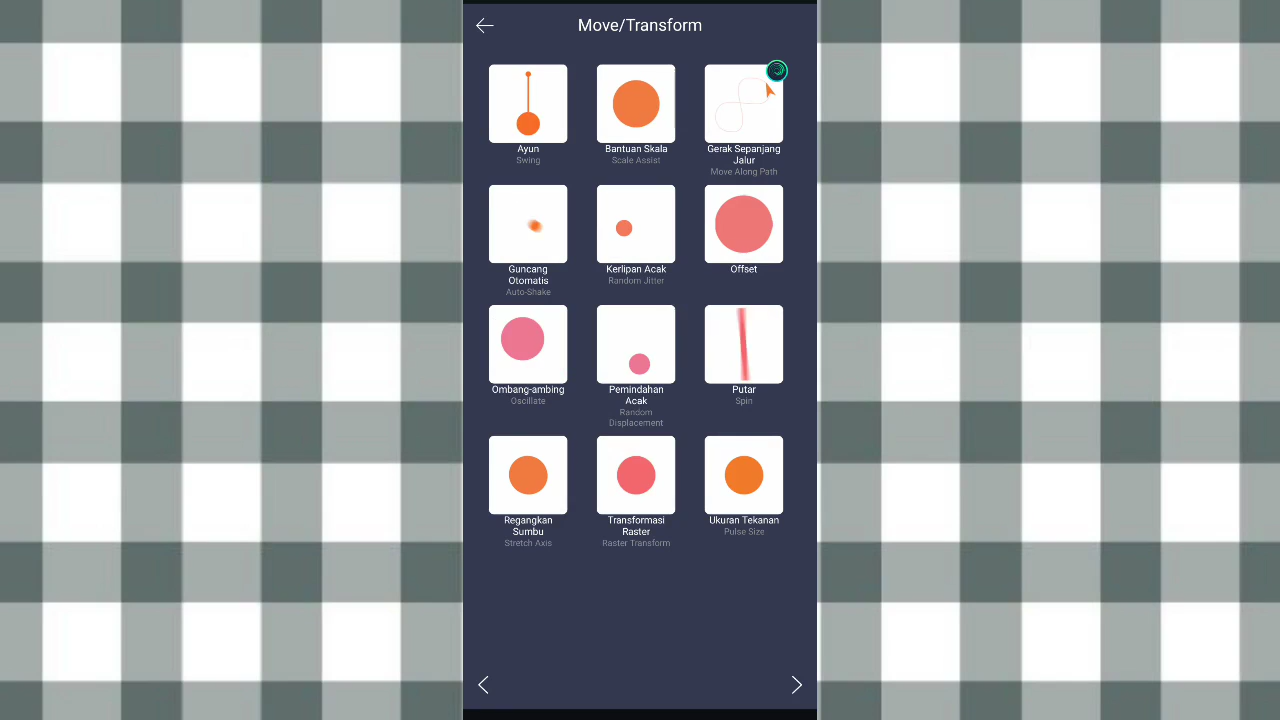 Move/Transform
Ayun
Swing
Bantuan Skala
Scale Assist
Gerak Sepanjang
Jalur
Move Along Path
Guncang
Otomatis
Auto-Shake
Kerlipan Acak
Random Jitter
Offset
Ombang-ambing
Oscillate
Pemindahan
Acak
Random
Displacement
Putar
Spin
Regangkan
Sumbu
Stretch Axis
Transformasi
Raster
Raster Transform
Ukuran Tekanan
Pulse Size